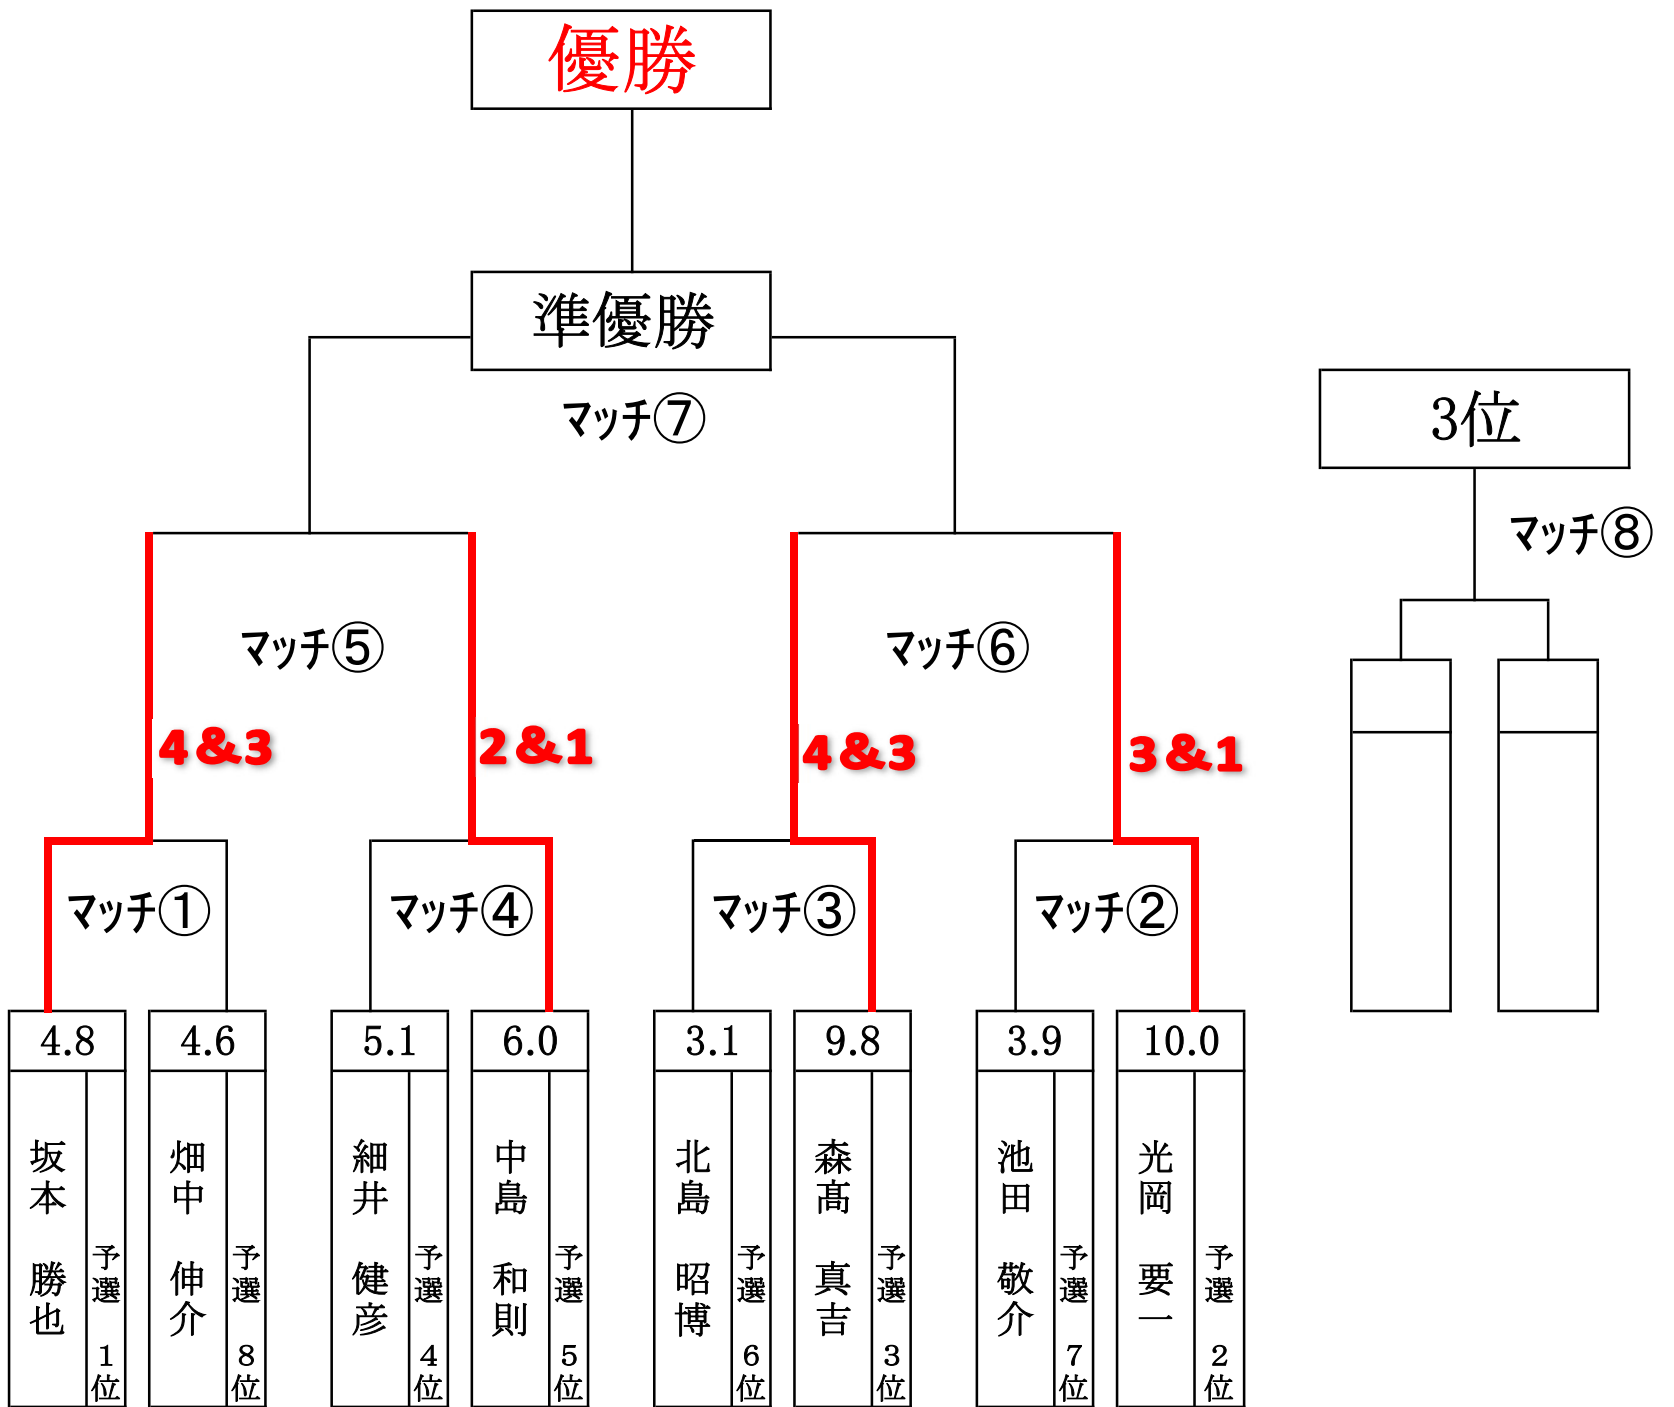 優勝
準優勝
ﾏｯﾁ⑦
3位
ﾏｯﾁ⑧
ﾏｯﾁ⑤
ﾏｯﾁ⑥
4&3
2&1
4&3
3&1
ﾏｯﾁ①
ﾏｯﾁ④
ﾏｯﾁ③
ﾏｯﾁ②
4.8
4.6
5.1
6.0
3.1
9.8
3.9
10.0
坂本 勝也
予選 1位
畑中 伸介
予選 8位
細井 健彦
予選 4位
中島 和則
予選 5位
北島 昭博
予選 6位
森髙 真吉
予選 3位
池田 敬介
予選 7位
光岡 要一
予選 2位